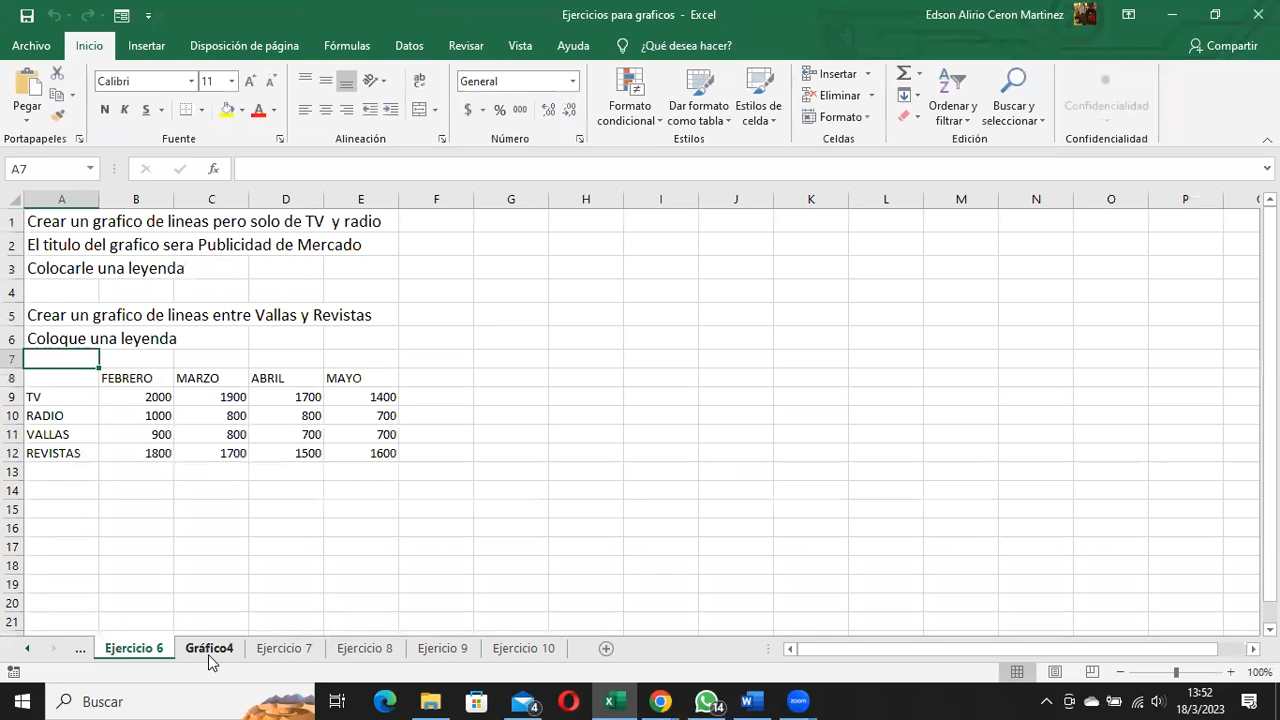 Ejercicios para graficos - Excel
Edson Alirio Ceron Martinez
Archivo Inicio Insertar Disposición de página Fórmulas Datos Revisar Vista Ayuda ¿Qué desea hacer? Compartir
Pegar
Calibri 11
N K S
General
$ % 000
Formato condicional
Dar formato como tabla
Estilos de celda
Insertar
Eliminar
Formato
Ordenar y filtrar
Buscar y seleccionar
Confidencialidad
Portapapeles Fuente Alineación Número Estilos Celdas Edición Confidencialidad
A7 fx
A B C D E F G H I J K L M N O P
1 Crear un grafico de lineas pero solo de TV y radio
2 El titulo del grafico sera Publicidad de Mercado
3 Colocarle una leyenda
4
5 Crear un grafico de lineas entre Vallas y Revistas
6 Coloque una leyenda
7
8 FEBRERO MARZO ABRIL MAYO
9 TV 2000 1900 1700 1400
10 RADIO 1000 800 800 700
11 VALLAS 900 800 700 700
12 REVISTAS 1800 1700 1500 1600
13
14
15
16
17
18
19
20
21
... Ejercicio 6 Gráfico4 Ejercicio 7 Ejercicio 8 Ejercio 9 Ejercicio 10
100%
Buscar
4
14
zoom
13:52
18/3/2023